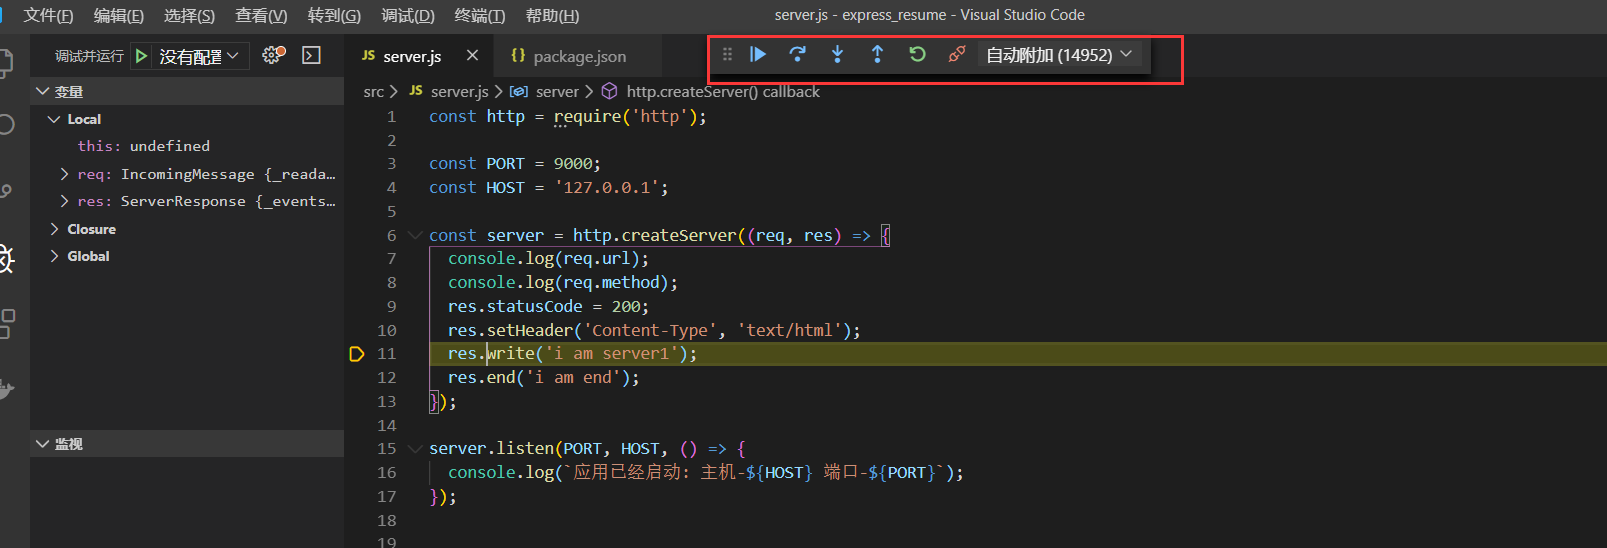 文件(F) 编辑(E) 选择(S) 查看(V) 转到(G) 调试(D) 终端(T) 帮助(H) server.js - express_resume - Visual Studio Code
调试并运行 没有配置 JS server.js {} package.json 自动附加 (14952)
src > JS server.js > server > http.createServer() callback
变量
Local
this: undefined
req: IncomingMessage {_reada…
res: ServerResponse {_events…
Closure
Global
监视
1 const http = require('http');
2
3 const PORT = 9000;
4 const HOST = '127.0.0.1';
5
6 const server = http.createServer((req, res) => {
7 console.log(req.url);
8 console.log(req.method);
9 res.statusCode = 200;
10 res.setHeader('Content-Type', 'text/html');
11 res.write('i am server1');
12 res.end('i am end');
13 });
14
15 server.listen(PORT, HOST, () => {
16 console.log(`应用已经启动: 主机-${HOST} 端口-${PORT}`);
17 });
18
19